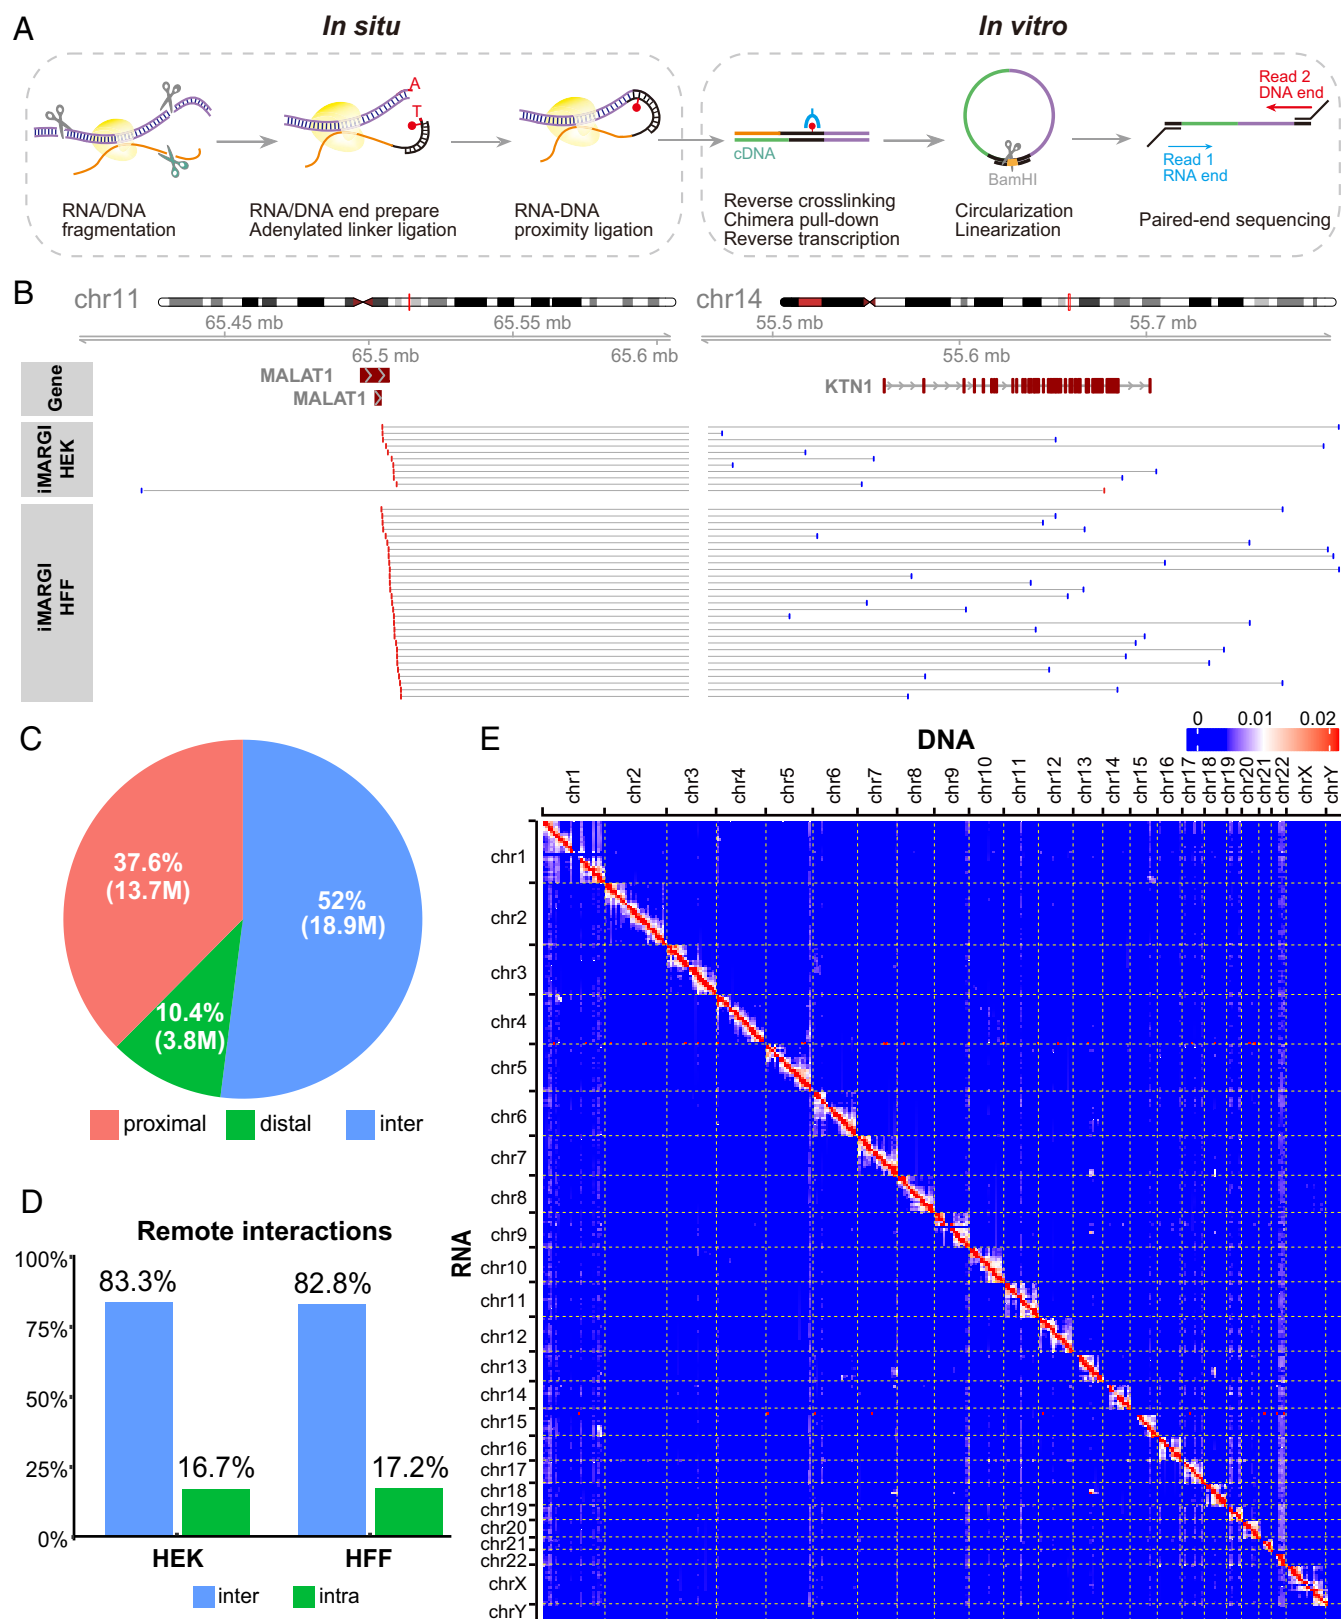 A
In situ
In vitro
A
T
cDNA
BamHI
Read 2
DNA end
Read 1
RNA end
RNA/DNA
fragmentation
RNA/DNA end prepare
Adenylated linker ligation
RNA-DNA
proximity ligation
Reverse crosslinking
Chimera pull-down
Reverse transcription
Circularization
Linearization
Paired-end sequencing
B
chr11
chr14
65.45 mb
65.55 mb
65.5 mb
65.6 mb
55.5 mb
55.7 mb
55.6 mb
Gene
MALAT1
MALAT1
KTN1
iMARGI
HEK
iMARGI
HFF
C
37.6%
(13.7M)
52%
(18.9M)
10.4%
(3.8M)
proximal
distal
inter
D
Remote interactions
100%
75%
50%
25%
0%
83.3%
16.7%
82.8%
17.2%
HEK
HFF
inter
intra
E
DNA
0
0.01
0.02
chr1
chr2
chr3
chr4
chr5
chr6
chr7
chr8
chr9
chr10
chr11
chr12
chr13
chr14
chr15
chr16
chr17
chr18
chr19
chr20
chr21
chr22
chrX
chrY
RNA
chr1
chr2
chr3
chr4
chr5
chr6
chr7
chr8
chr9
chr10
chr11
chr12
chr13
chr14
chr15
chr16
chr17
chr18
chr19
chr20
chr21
chr22
chrX
chrY